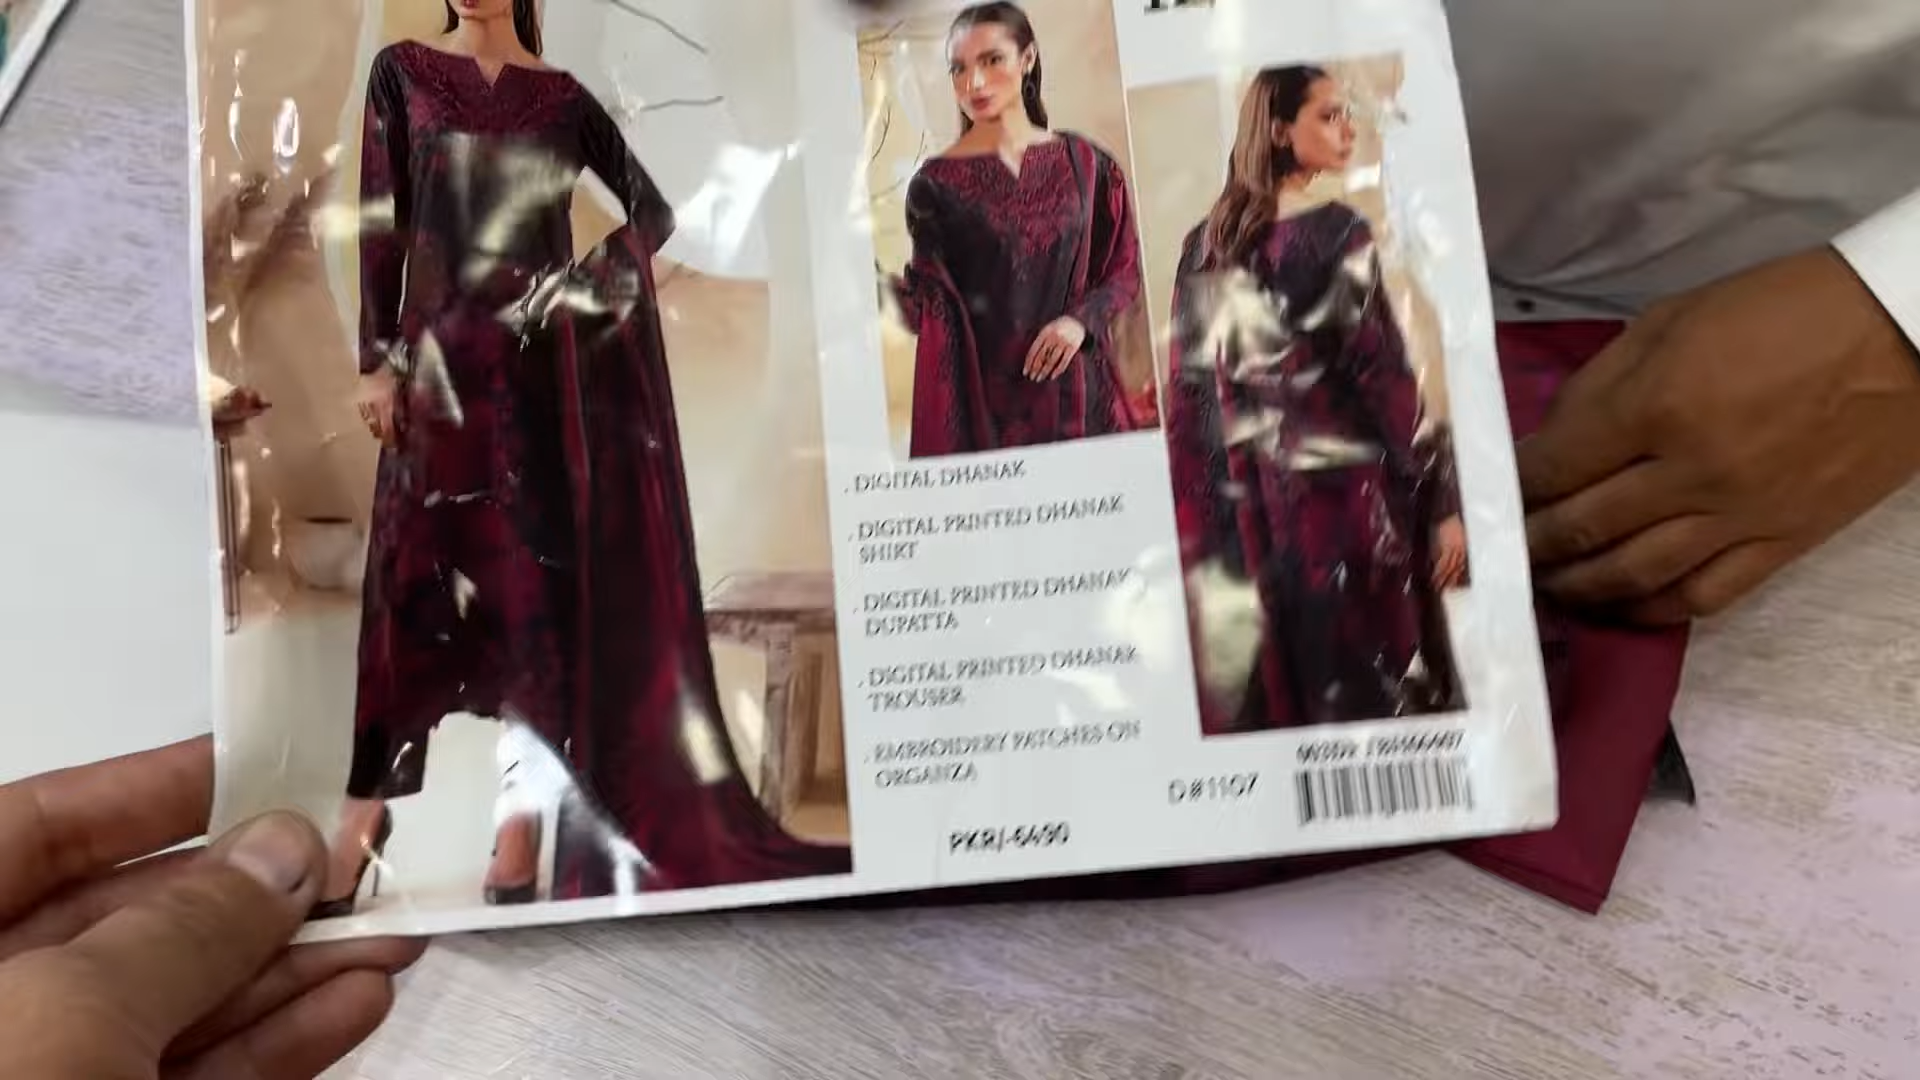 . DIGITAL DHANAK
. DIGITAL PRINTED DHANAK
SHIRT
. DIGITAL PRINTED DHANAK
DUPATTA
. DIGITAL PRINTED DHANAK
TROUSER
. EMBROIDERY PATCHES ON
ORGANZA
D#1107
PKR/-6490